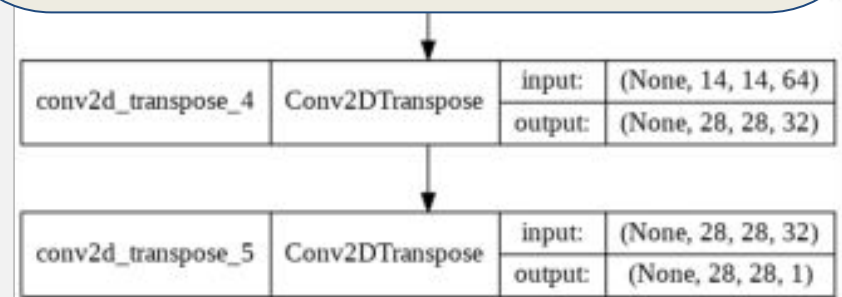 conv2d_transpose_4 Conv2DTranspose input: (None, 14, 14, 64)
output: (None, 28, 28, 32)
conv2d_transpose_5 Conv2DTranspose input: (None, 28, 28, 32)
output: (None, 28, 28, 1)